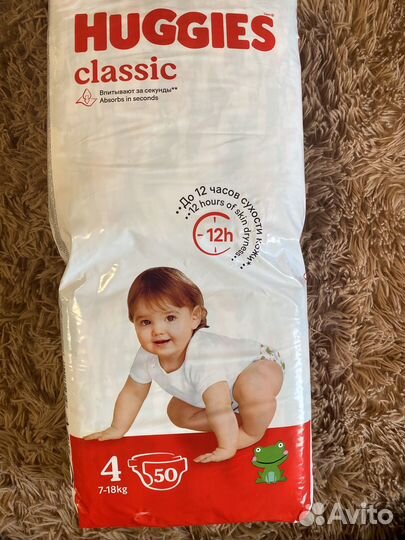 HUGGIES
classic
Впитывают за секунды**
Absorbs in seconds
**До 12 часов сухости кожи*
**12 hours of skin dryness*
12h
4
50
7-18kg
Avito